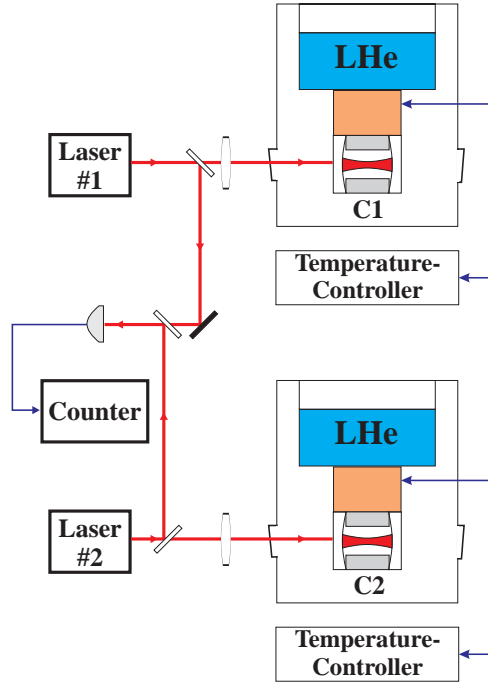 LHe
Laser
#1
C1
Temperature-
Controller
Counter
LHe
Laser
#2
C2
Temperature-
Controller